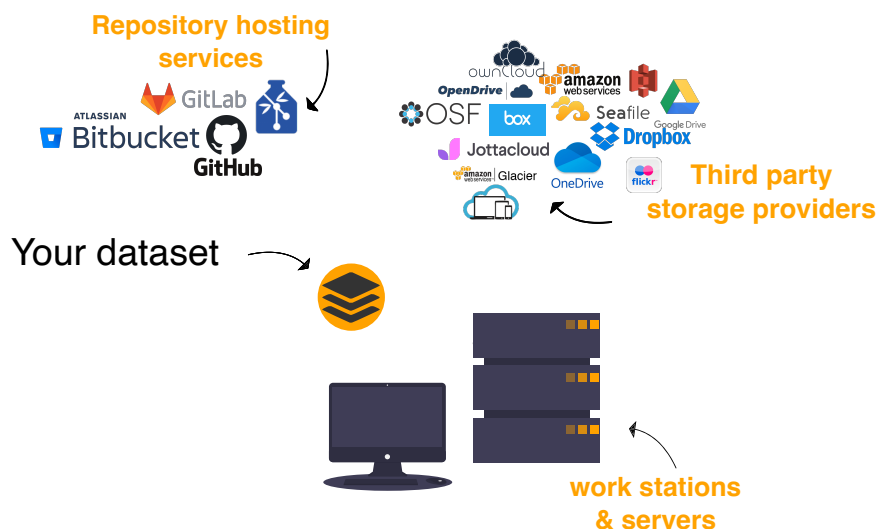 Repository hosting
services
GitLab
ATLASSIAN
Bitbucket
GitHub
ownCloud
OpenDrive
amazon
web services
OSF
box
Seafile
Google Drive
Dropbox
Jottacloud
amazon
web services
Glacier
OneDrive
flickr
Third party
storage providers
Your dataset
work stations
& servers